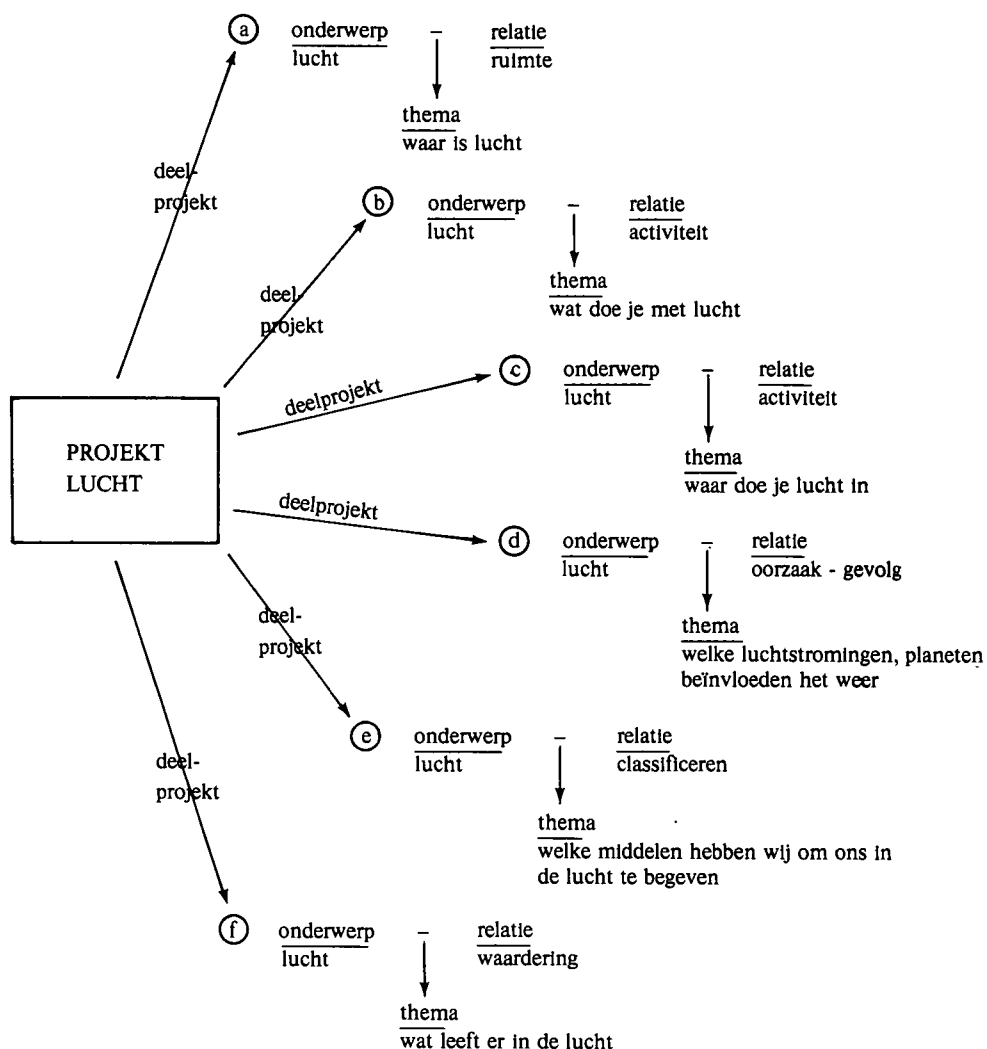 a onderwerp – relatie
lucht ruimte
thema
waar is lucht
deel-
projekt
b onderwerp – relatie
lucht activiteit
thema
wat doe je met lucht
deel-
projekt
c onderwerp – relatie
lucht activiteit
deelprojekt
thema
waar doe je lucht in
PROJEKT
LUCHT
deelprojekt
d onderwerp – relatie
lucht oorzaak - gevolg
thema
welke luchtstromingen, planeten
beïnvloeden het weer
deel-
projekt
e onderwerp – relatie
lucht classificeren
thema
welke middelen hebben wij om ons in
de lucht te begeven
deel-
projekt
f onderwerp – relatie
lucht waardering
thema
wat leeft er in de lucht